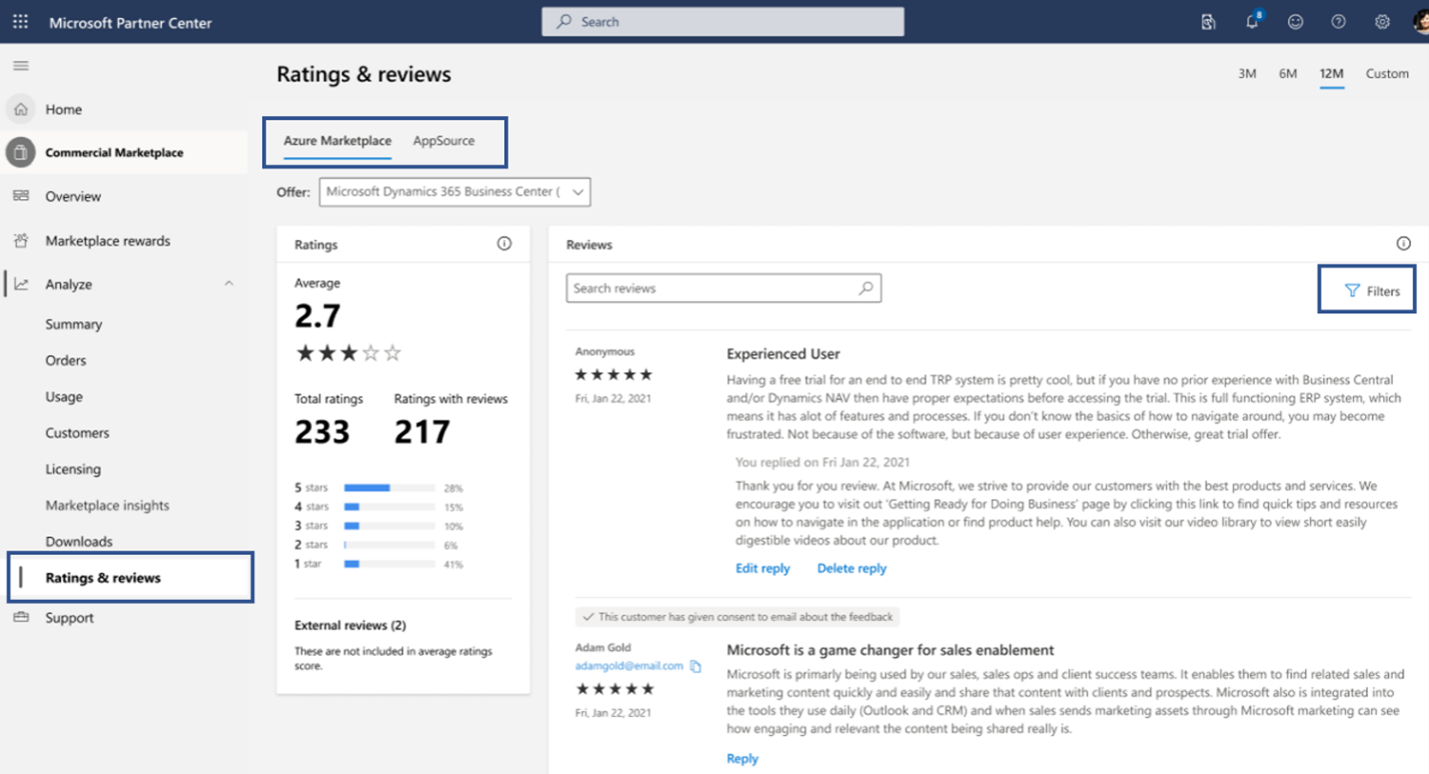 Microsoft Partner Center
Search
8
Ratings & reviews
3M 6M 12M Custom
Home
Commercial Marketplace
Overview
Marketplace rewards
Analyze
Summary
Orders
Usage
Customers
Licensing
Marketplace insights
Downloads
Ratings & reviews
Support
Azure Marketplace AppSource
Offer: Microsoft Dynamics 365 Business Center (
Ratings
Average
2.7
Total ratings Ratings with reviews
233 217
5 stars 28%
4 stars 15%
3 stars 10%
2 stars 6%
1 star 41%
External reviews (2)
These are not included in average ratings
score.
Reviews
Search reviews
Filters
Anonymous
Fri, Jan 22, 2021
Experienced User
Having a free trial for an end to end TRP system is pretty cool, but if you have no prior experience with Business Central
and/or Dynamics NAV then have proper expectations before accessing the trial. This is full functioning ERP system, which
means it has alot of features and processes. If you don't know the basics of how to navigate around, you may become
frustrated. Not because of the software, but because of user experience. Otherwise, great trial offer.
You replied on Fri Jan 22, 2021
Thank you for you review. At Microsoft, we strive to provide our customers with the best products and services. We
encourage you to visit out 'Getting Ready for Doing Business' page by clicking this link to find quick tips and resources
on how to navigate in the application or find product help. You can also visit our video library to view short easily
digestible videos about our product.
Edit reply Delete reply
This customer has given consent to email about the feedback
Adam Gold
adamgold@email.com
Fri, Jan 22, 2021
Microsoft is a game changer for sales enablement
Microsoft is primarly being used by our sales, sales ops and client success teams. It enables them to find related sales and
marketing content quickly and easily and share that content with clients and prospects. Microsoft also is integrated into
the tools they use daily (Outlook and CRM) and when sales sends marketing assets through Microsoft marketing can see
how engaging and relevant the content being shared really is.
Reply